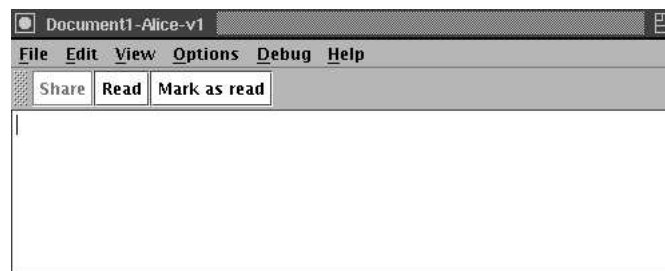 Document1-Alice-v1
File Edit View Options Debug Help
Share Read Mark as read